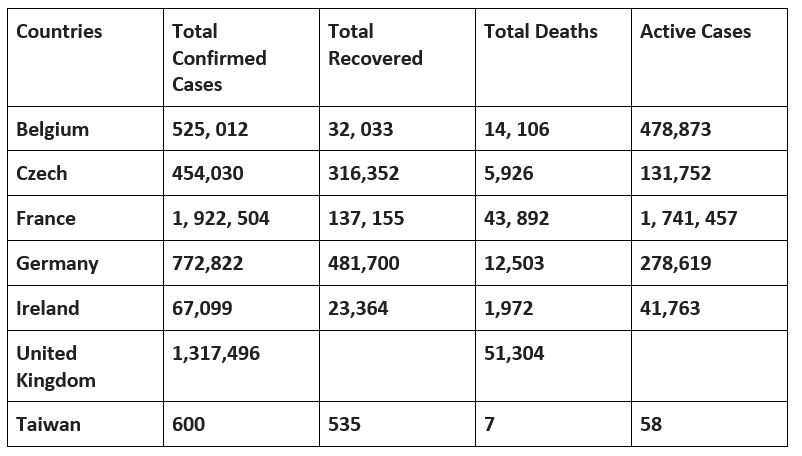 Countries Total Confirmed Cases Total Recovered Total Deaths Active Cases
Belgium 525, 012 32, 033 14, 106 478,873
Czech 454,030 316,352 5,926 131,752
France 1, 922, 504 137, 155 43, 892 1, 741, 457
Germany 772,822 481,700 12,503 278,619
Ireland 67,099 23,364 1,972 41,763
United Kingdom 1,317,496 51,304
Taiwan 600 535 7 58